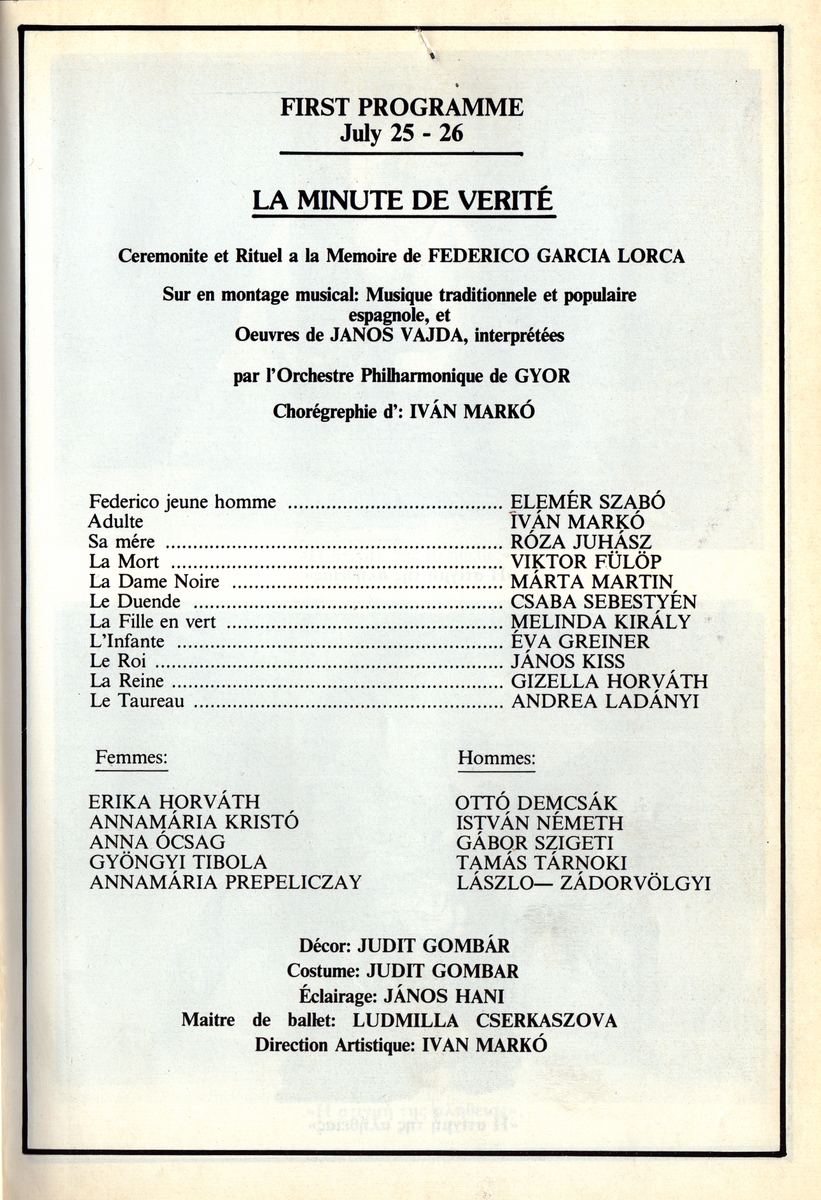 FIRST PROGRAMME
July 25 - 26
LA MINUTE DE VERITÉ
Ceremonite et Rituel a la Memoire de FEDERICO GARCIA LORCA
Sur en montage musical: Musique traditionnele et populaire
espagnole, et
Oeuvres de JANOS VAJDA, interprétées
par l'Orchestre Philharmonique de GYOR
Chorégrephie d': IVÁN MARKÓ
Federico jeune homme ....................................... ELEMÉR SZABÓ
Adulte IVÁN MARKÓ
Sa mére ............................................................. RÓZA JUHÁSZ
La Mort ............................................................ VIKTOR FÜLÖP
La Dame Noire ................................................. MÁRTA MARTIN
Le Duende ........................................................ CSABA SEBESTYÉN
La Fille en vert .................................................. MELINDA KIRÁLY
L'Infante ........................................................... ÉVA GREINER
Le Roi ............................................................... JÁNOS KISS
La Reine ............................................................ GIZELLA HORVÁTH
Le Taureau ........................................................ ANDREA LADÁNYI
Femmes:
ERIKA HORVÁTH
ANNAMÁRIA KRISTÓ
ANNA ÓCSAG
GYÖNGYI TIBOLA
ANNAMÁRIA PREPELICZAY
Hommes:
OTTÓ DEMCSÁK
ISTVÁN NÉMETH
GÁBOR SZIGETI
TAMÁS TÁRNOKI
LÁSZLO— ZÁDORVÖLGYI
Décor: JUDIT GOMBÁR
Costume: JUDIT GOMBAR
Éclairage: JÁNOS HANI
Maitre de ballet: LUDMILLA CSERKASZOVA
Direction Artistique: IVAN MARKÓ
«Η στιγμή της αλήθειας»